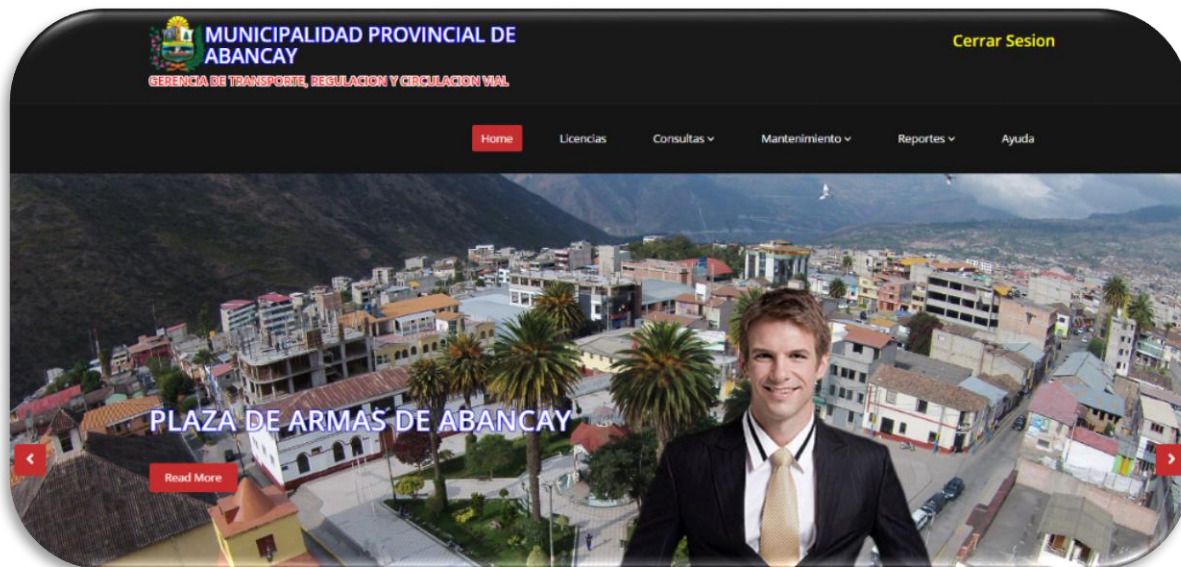 MUNICIPALIDAD PROVINCIAL DE
ABANCAY
GERENCIA DE TRANSPORTE, REGULACION Y CIRCULACION VIAL
Cerrar Sesion
Home
Licencias
Consultas
Mantenimiento
Reportes
Ayuda
PLAZA DE ARMAS DE ABANCAY
Read More